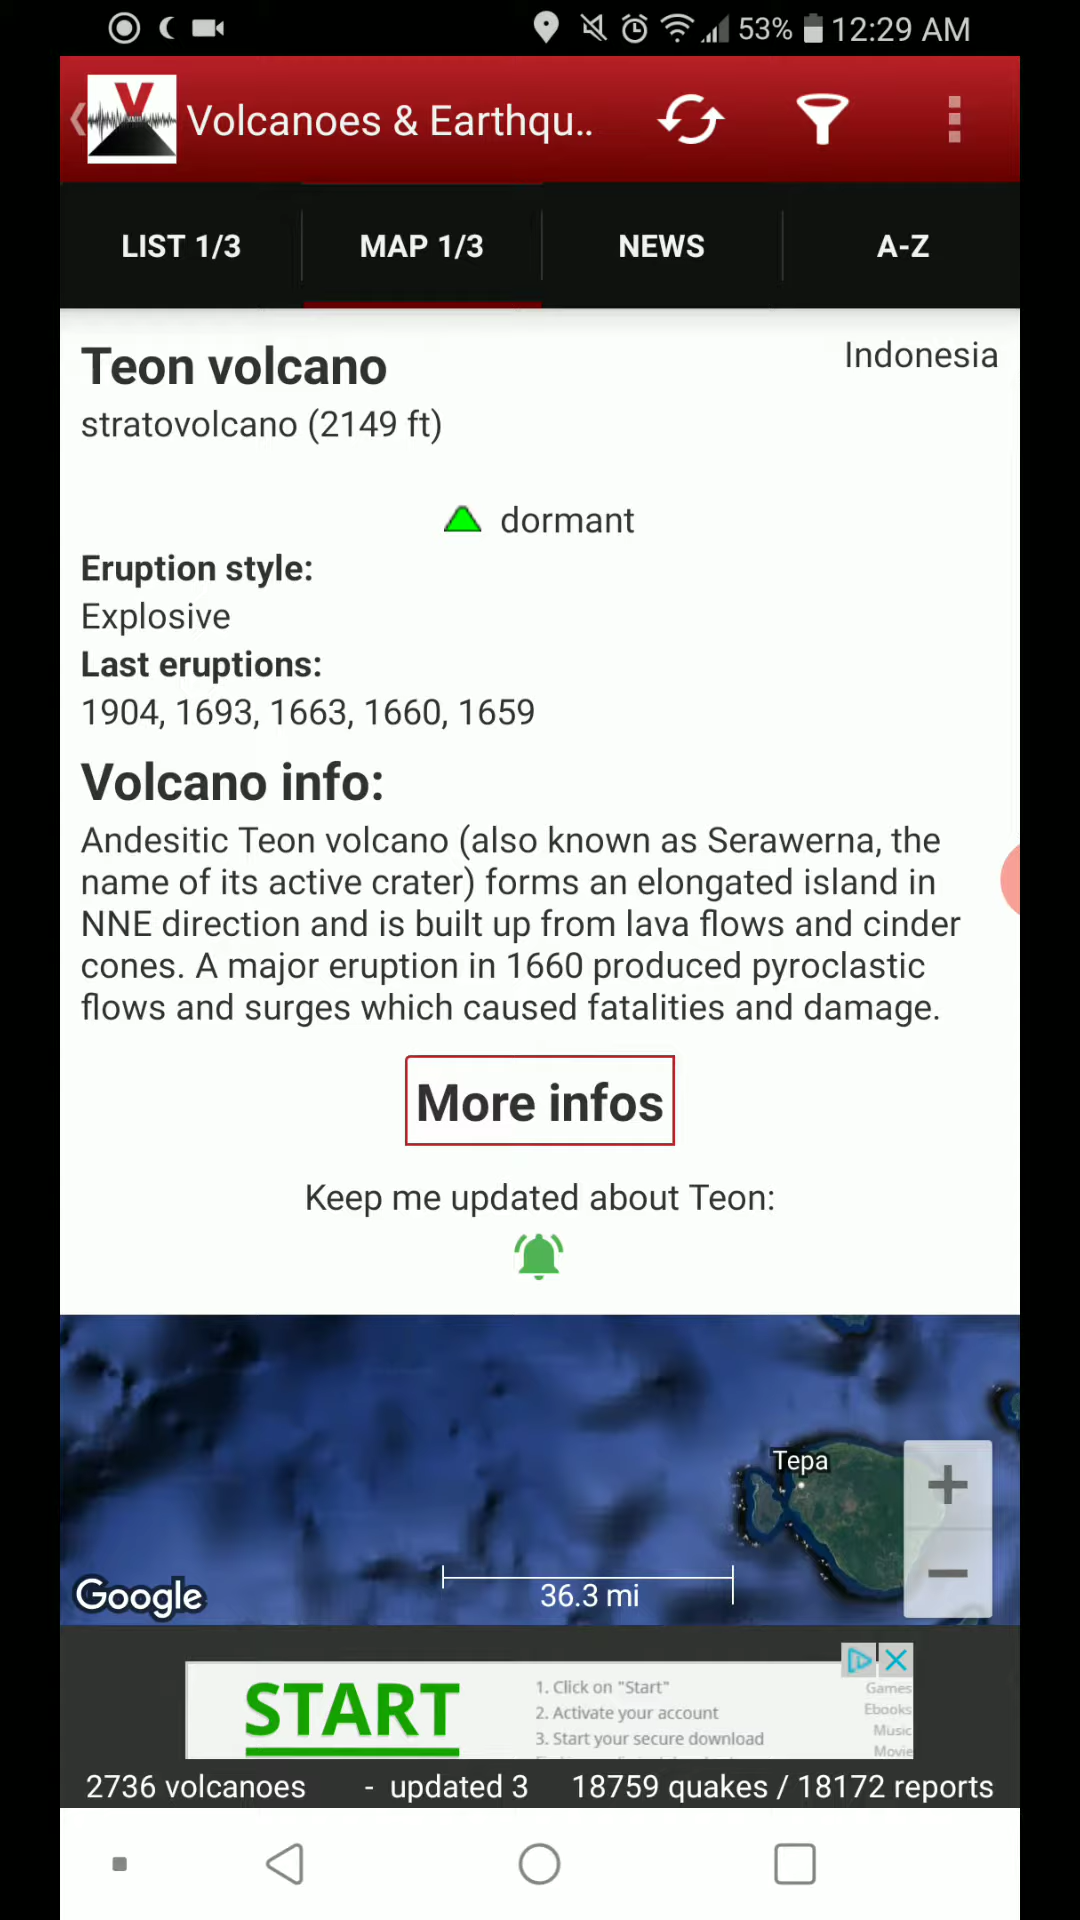 53% 12:29 AM
V
Volcanoes & Earthqu..
LIST 1/3
MAP 1/3
NEWS
A-Z
Teon volcano
Indonesia
stratovolcano (2149 ft)
dormant
Eruption style:
Explosive
Last eruptions:
1904, 1693, 1663, 1660, 1659
Volcano info:
Andesitic Teon volcano (also known as Serawerna, the
name of its active crater) forms an elongated island in
NNE direction and is built up from lava flows and cinder
cones. A major eruption in 1660 produced pyroclastic
flows and surges which caused fatalities and damage.
More infos
Keep me updated about Teon:
Tepa
36.3 mi
Google
START
1. Click on "Start"
2. Activate your account
3. Start your secure download
Games
Ebooks
Music
Movie
2736 volcanoes - updated 3 18759 quakes / 18172 reports